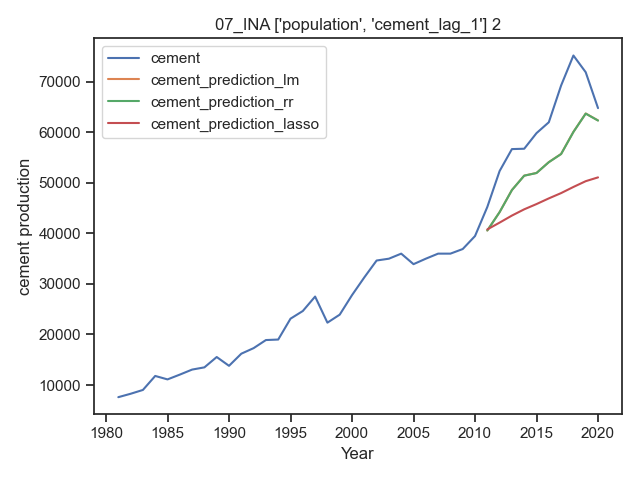 07_INA ['population', 'cement_lag_1'] 2
cement
cement_prediction_lm
cement_prediction_rr
cement_prediction_lasso
cement production
70000
60000
50000
40000
30000
20000
10000
1980 1985 1990 1995 2000 2005 2010 2015 2020
Year